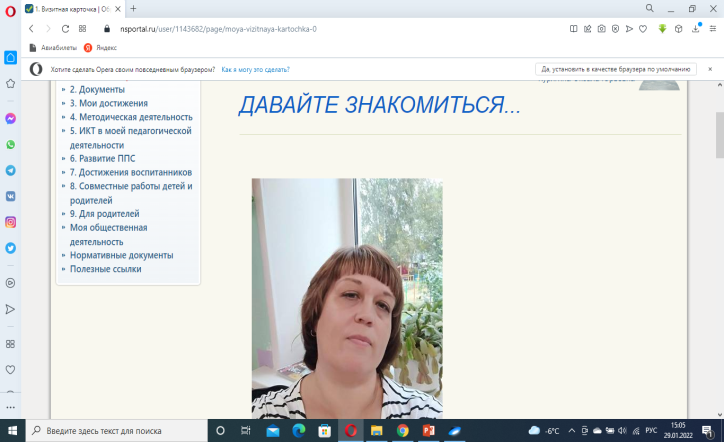 1. Визитная карточка | Об
nsportal.ru/user/1143682/page/moya-vizitnaya-kartochka-0
Авиабилеты
Яндекс
Хотите сделать Opera своим повседневным браузером?
Как я могу это сделать?
Да, установить в качестве браузера по умолчанию
2. Документы
3. Мои достижения
4. Методическая деятельность
5. ИКТ в моей педагогической
деятельности
6. Развитие ППС
7. Достижения воспитанников
8. Совместные работы детей и
родителей
9. Для родителей
Моя общественная
деятельность
Нормативные документы
Полезные ссылки
ДАВАЙТЕ ЗНАКОМИТЬСЯ...
Введите здесь текст для поиска
-6°C
РУС
15:05
29.01.2022